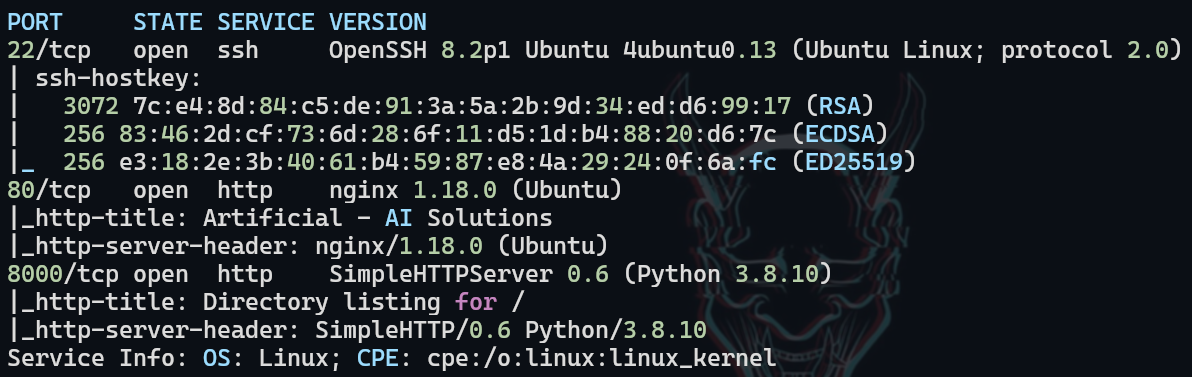 PORT     STATE SERVICE VERSION
22/tcp   open  ssh     OpenSSH 8.2p1 Ubuntu 4ubuntu0.13 (Ubuntu Linux; protocol 2.0)
| ssh-hostkey:
|   3072 7c:e4:8d:84:c5:de:91:3a:5a:2b:9d:34:ed:d6:99:17 (RSA)
|   256 83:46:2d:cf:73:6d:28:6f:11:d5:1d:b4:88:20:d6:7c (ECDSA)
|_  256 e3:18:2e:3b:40:61:b4:59:87:e8:4a:29:24:0f:6a:fc (ED25519)
80/tcp   open  http    nginx 1.18.0 (Ubuntu)
|_http-title: Artificial - AI Solutions
|_http-server-header: nginx/1.18.0 (Ubuntu)
8000/tcp open  http    SimpleHTTPServer 0.6 (Python 3.8.10)
|_http-title: Directory listing for /
|_http-server-header: SimpleHTTP/0.6 Python/3.8.10
Service Info: OS: Linux; CPE: cpe:/o:linux:linux_kernel